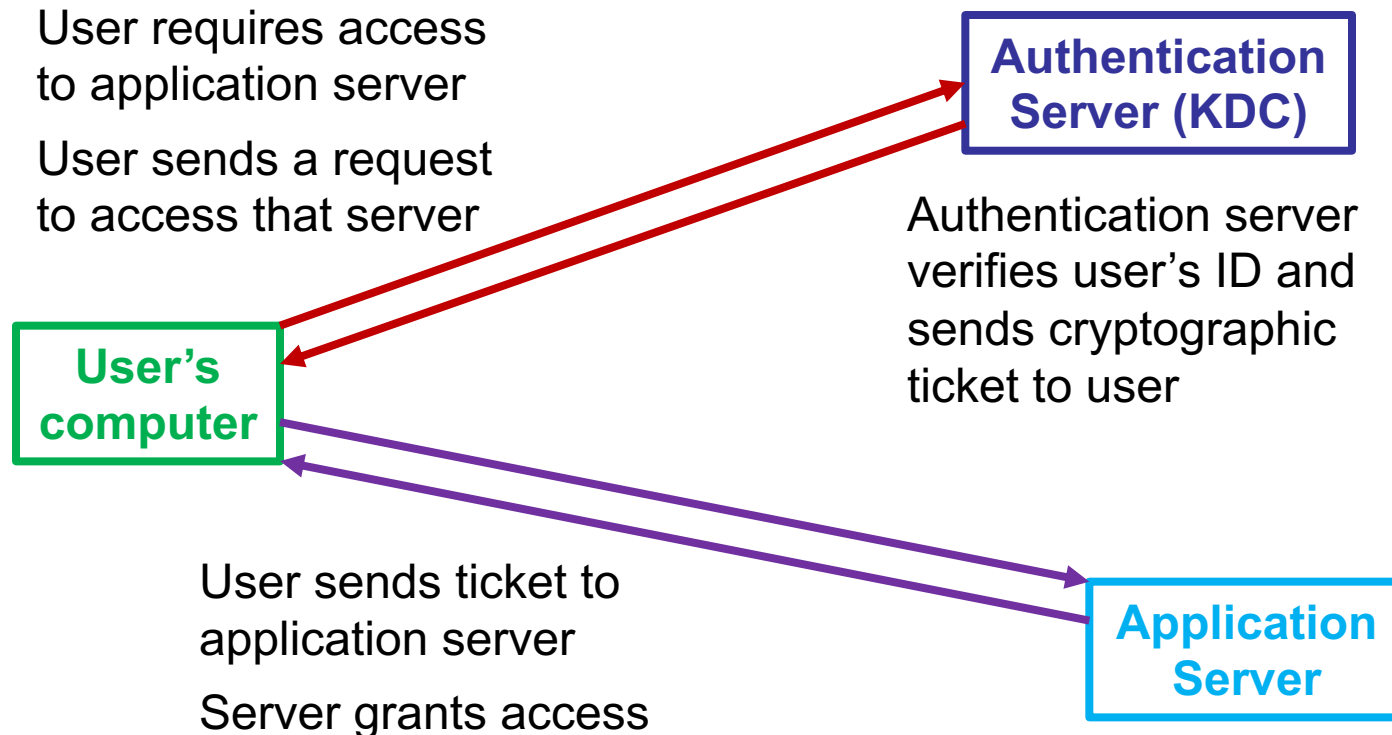 User requires access
to application server
User sends a request
to access that server
Authentication
Server (KDC)
Authentication server
verifies user’s ID and
sends cryptographic
ticket to user
User’s
computer
User sends ticket to
application server
Server grants access
Application
Server